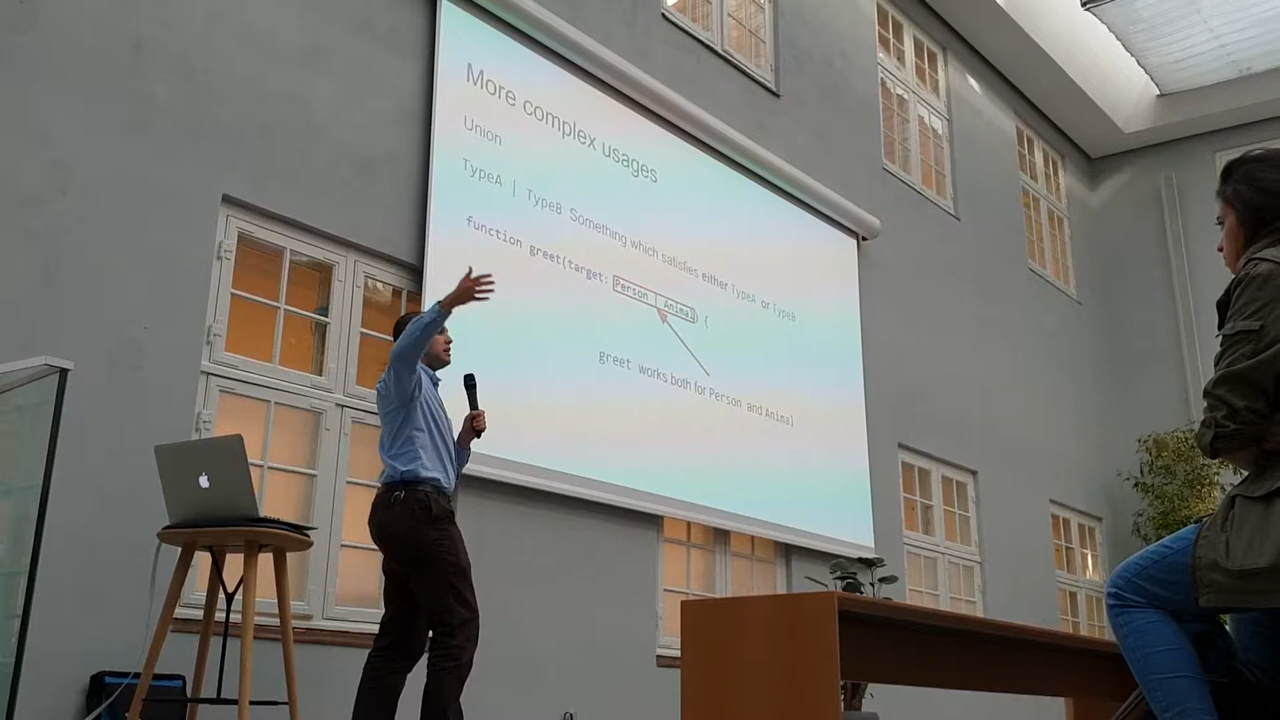 More complex usages
Union
TypeA | TypeB Something which satisfies either TypeA or TypeB
function greet(target: Person | Animal) {
greet works both for Person and Animal